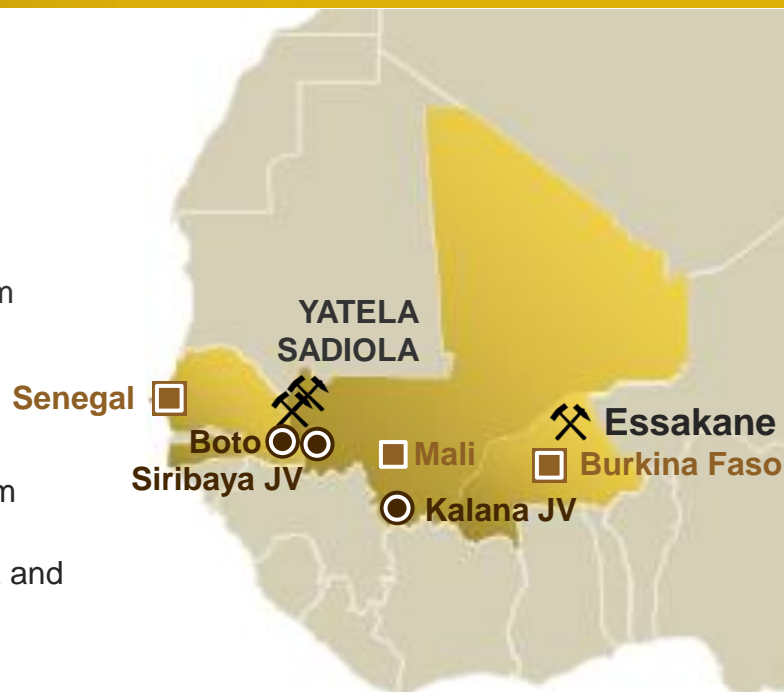 m
YATELA
SADIOLA
Senegal
Essakane
Boto
Mali
Burkina Faso
Siribaya JV
m
Kalana JV
and